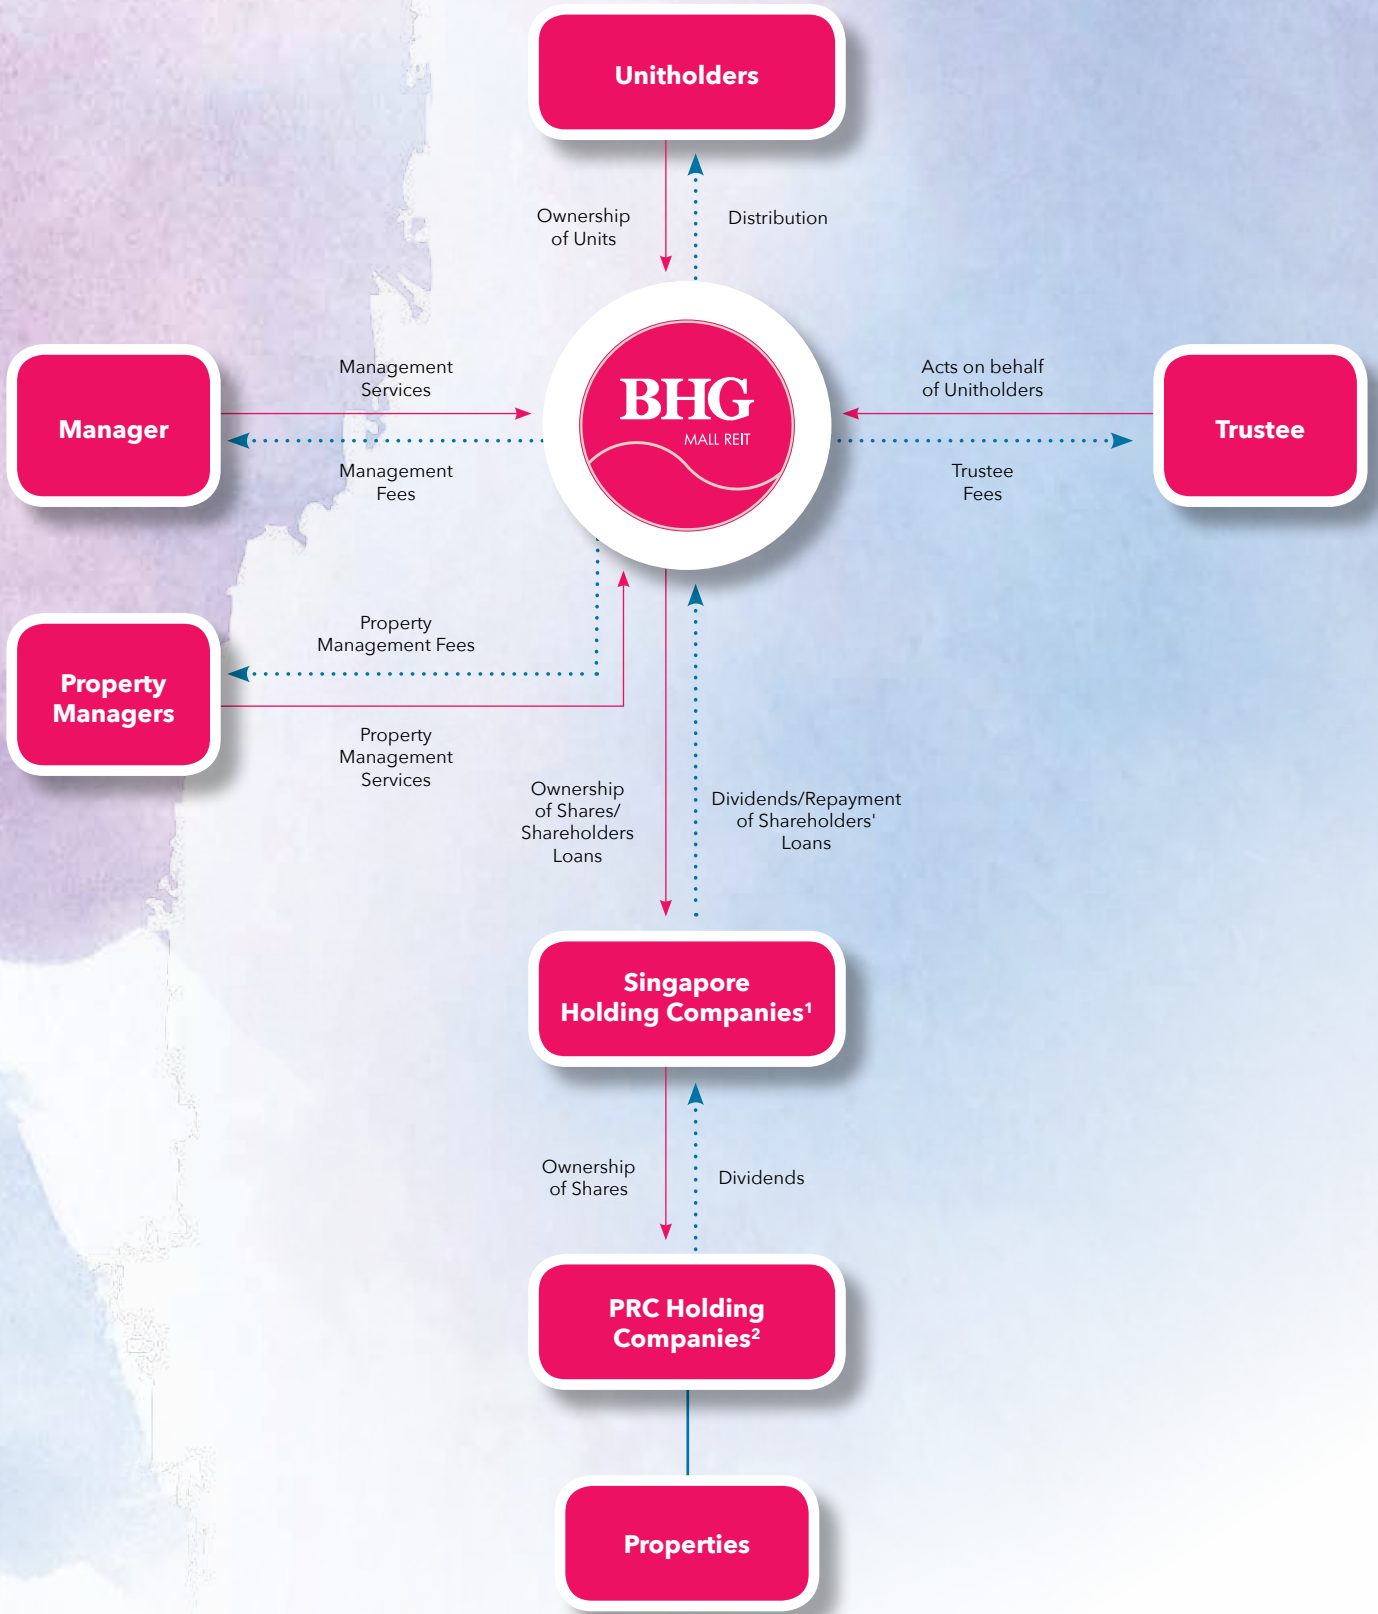 Unitholders
Ownership
of Units
Distribution
Manager
Management
Services
Management
Fees
BHG
MALL REIT
Acts on behalf
of Unitholders
Trustee
Fees
Trustee
Property
Managers
Property
Management Fees
Property
Management
Services
Ownership
of Shares/
Shareholders
Loans
Dividends/Repayment
of Shareholders'
Loans
Singapore
Holding Companies¹
Ownership
of Shares
Dividends
PRC Holding
Companies²
Properties